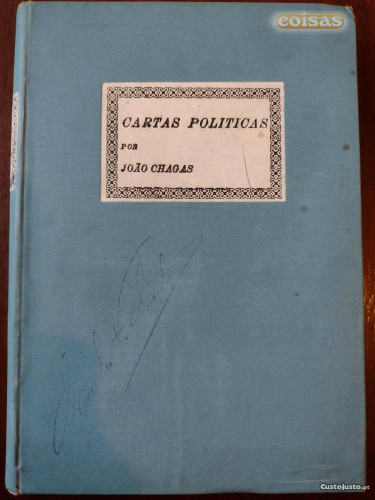 coisas
CARTAS POLITICAS
POR
JOÃO CHAGAS
CustoJusto.pt